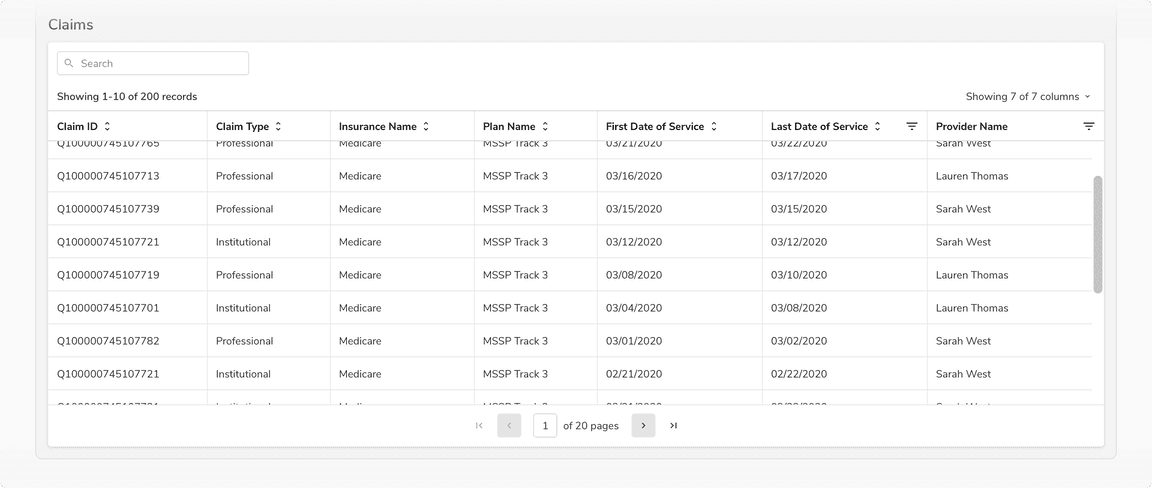 Claims
Search
Showing 1-10 of 200 records Showing 7 of 7 columns
Claim ID Claim Type Insurance Name Plan Name First Date of Service Last Date of Service Provider Name
Q100000745107765 Professional Medicare MSSP Track 3 03/21/2020 03/22/2020 Sarah West
Q100000745107713 Professional Medicare MSSP Track 3 03/16/2020 03/17/2020 Lauren Thomas
Q100000745107739 Professional Medicare MSSP Track 3 03/15/2020 03/15/2020 Sarah West
Q100000745107721 Institutional Medicare MSSP Track 3 03/12/2020 03/12/2020 Sarah West
Q100000745107719 Professional Medicare MSSP Track 3 03/08/2020 03/10/2020 Lauren Thomas
Q100000745107701 Institutional Medicare MSSP Track 3 03/04/2020 03/08/2020 Lauren Thomas
Q100000745107782 Professional Medicare MSSP Track 3 03/01/2020 03/02/2020 Sarah West
Q100000745107721 Institutional Medicare MSSP Track 3 02/21/2020 02/22/2020 Sarah West
1 of 20 pages